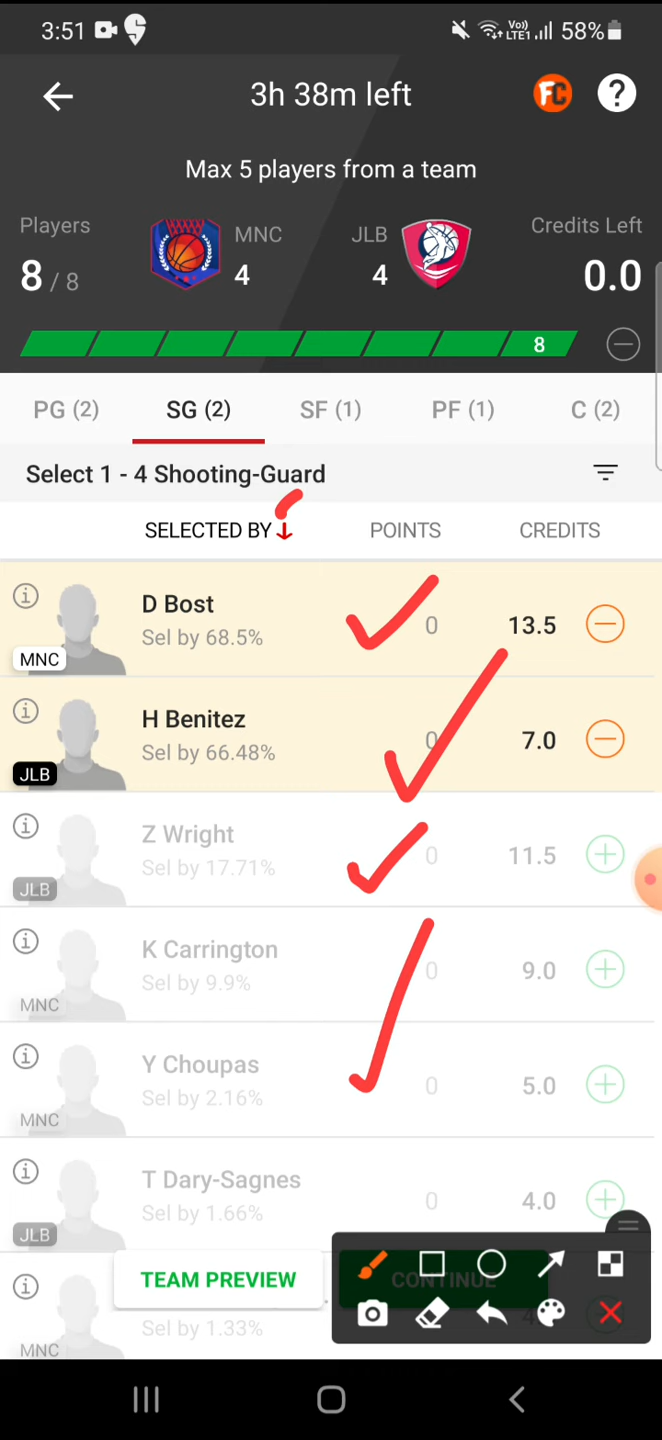 3:51 Vo) LTE1 58%
3h 38m left FC ?
Max 5 players from a team
Players MNC JLB Credits Left
8 / 8 4 4 0.0
8
PG (2) SG (2) SF (1) PF (1) C (2)
Select 1 - 4 Shooting-Guard
SELECTED BY POINTS CREDITS
D Bost
Sel by 68.5% 0 13.5
MNC
H Benitez
Sel by 66.48% 0 7.0
JLB
Z Wright
Sel by 17.71% 0 11.5
JLB
K Carrington
Sel by 9.9% 0 9.0
MNC
Y Choupas
Sel by 2.16% 0 5.0
MNC
T Dary-Sagnes
Sel by 1.66% 0 4.0
JLB
TEAM PREVIEW CONTINUE
Sel by 1.33%
MNC